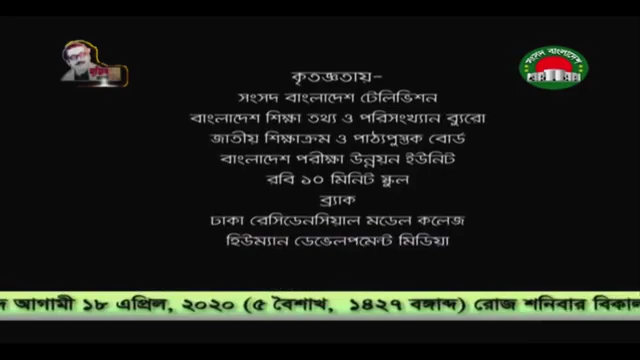 কৃতজ্ঞতায়-
সংসদ বাংলাদেশ টেলিভিশন
বাংলাদেশ শিক্ষা তথ্য ও পরিসংখ্যান ব্যুরো
জাতীয় শিক্ষাক্রম ও পাঠ্যপুস্তক বোর্ড
বাংলাদেশ পরীক্ষা উন্নয়ন ইউনিট
রবি ১০ মিনিট স্কুল
ব্র্যাক
ঢাকা রেসিডেনসিয়াল মডেল কলেজ
হিউম্যান ডেভেলপমেন্ট মিডিয়া
আগামী ১৮ এপ্রিল, ২০২০ (৫ বৈশাখ, ১৪২৭ বঙ্গাব্দ) রোজ শনিবার বিকাল